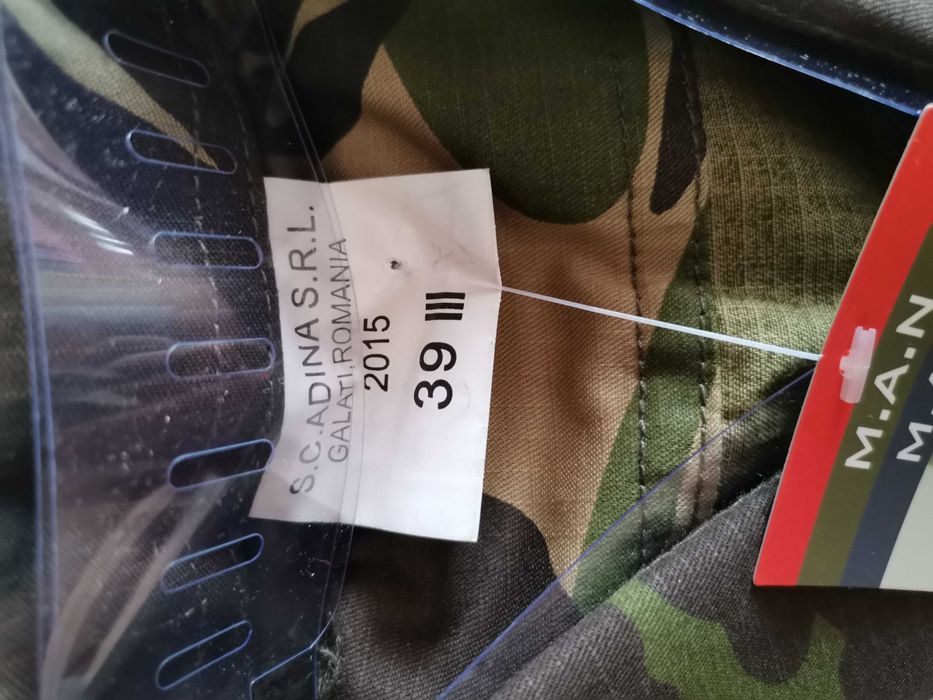 S.C.ADINA S.R.L.
GALATI,ROMANIA
2015
39 III
M.A.N
M.